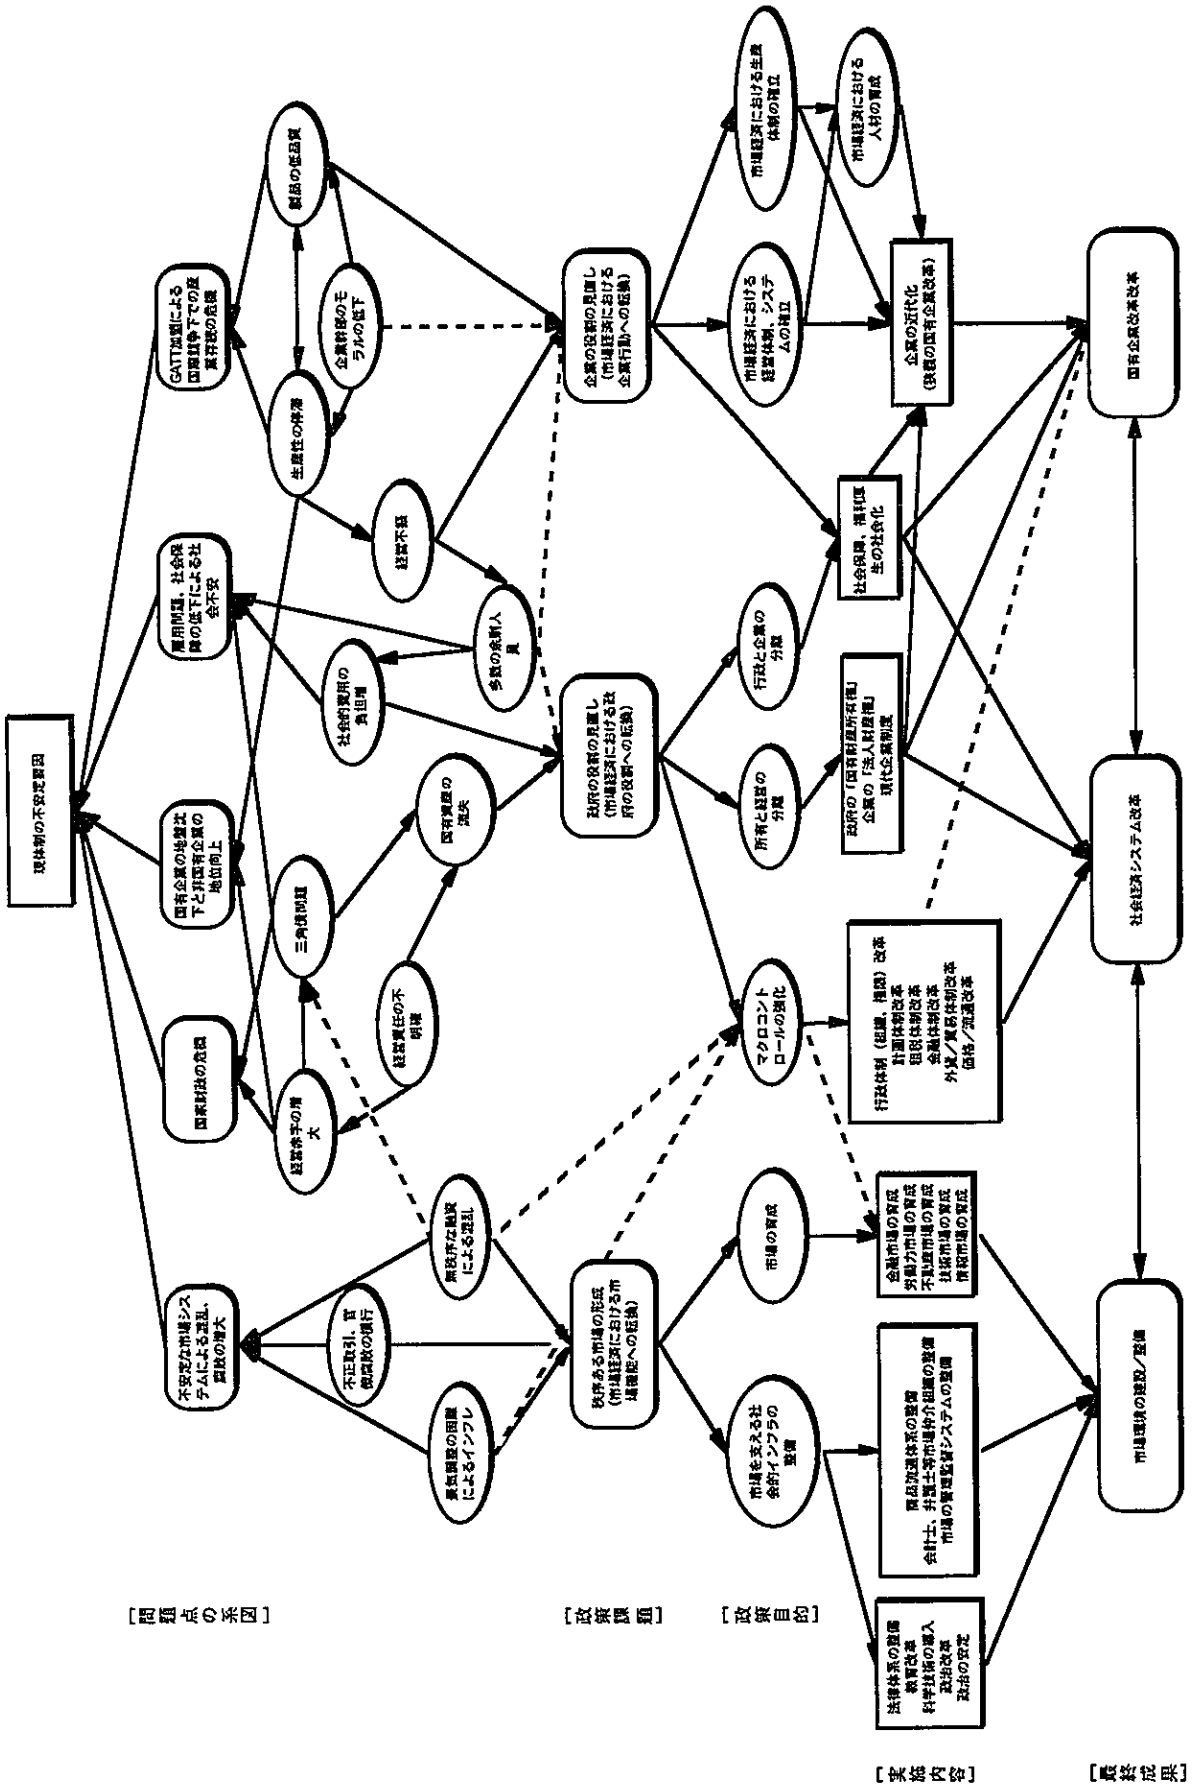 [問題点の系図]
現体制の不安定要因
不安定な市場シス
テムによる混乱、
腐敗の増大
国家財政の危機
国有企業の地盤沈
下と非国有企業の
地位向上
雇用問題、社会保
障の低下による社
会不安
GATT加盟による
国際競争下での産
業存続の危機
景気調整の困難
によるインフレ
不正取引、官
僚腐敗の横行
無秩序な融資
による混乱
経営赤字の増
大
三角債問題
経営責任の不
明確
国有資産の
流失
社会的費用の
負担増
多数の余剰人
員
経営不振
生産性の停滞
企業幹部のモ
ラルの低下
製品の低品質
[政策課題]
秩序ある市場の形成
(市場経済における市
場機能への転換)
政府の役割の見直し
(市場経済における政
府の役割への転換)
企業の役割の見直し
(市場経済における
企業行動への転換)
[政策目的]
市場を支える社
会的インフラの
整備
市場の育成
マクロコント
ロールの強化
所有と経営の
分離
行政と企業の
分離
市場経済における
経営体制、システ
ムの確立
市場経済における生産
体制の確立
市場経済における
人材の育成
[実施内容]
法律体系の整備
教育改革
科学技術の導入
政治改革
政治の安定
商品流通体系の整備
会計士、弁護士等市場仲介組織の整備
市場の管理監督システムの整備
金融市場の育成
労働力市場の育成
不動産市場の育成
技術市場の育成
情報市場の育成
行政体制(組織、権限)改革
計画体制改革
租税体制改革
金融体制改革
外貨/貿易体制改革
価格/流通改革
政府の「国有財産所有権」
企業の「法人財産権」
現代企業制度
社会保障、福利厚
生の社会化
企業の近代化
(狭義の国有企業改革)
[最終成果]
市場環境の建設/整備
社会経済システム改革
国有企業改革改革